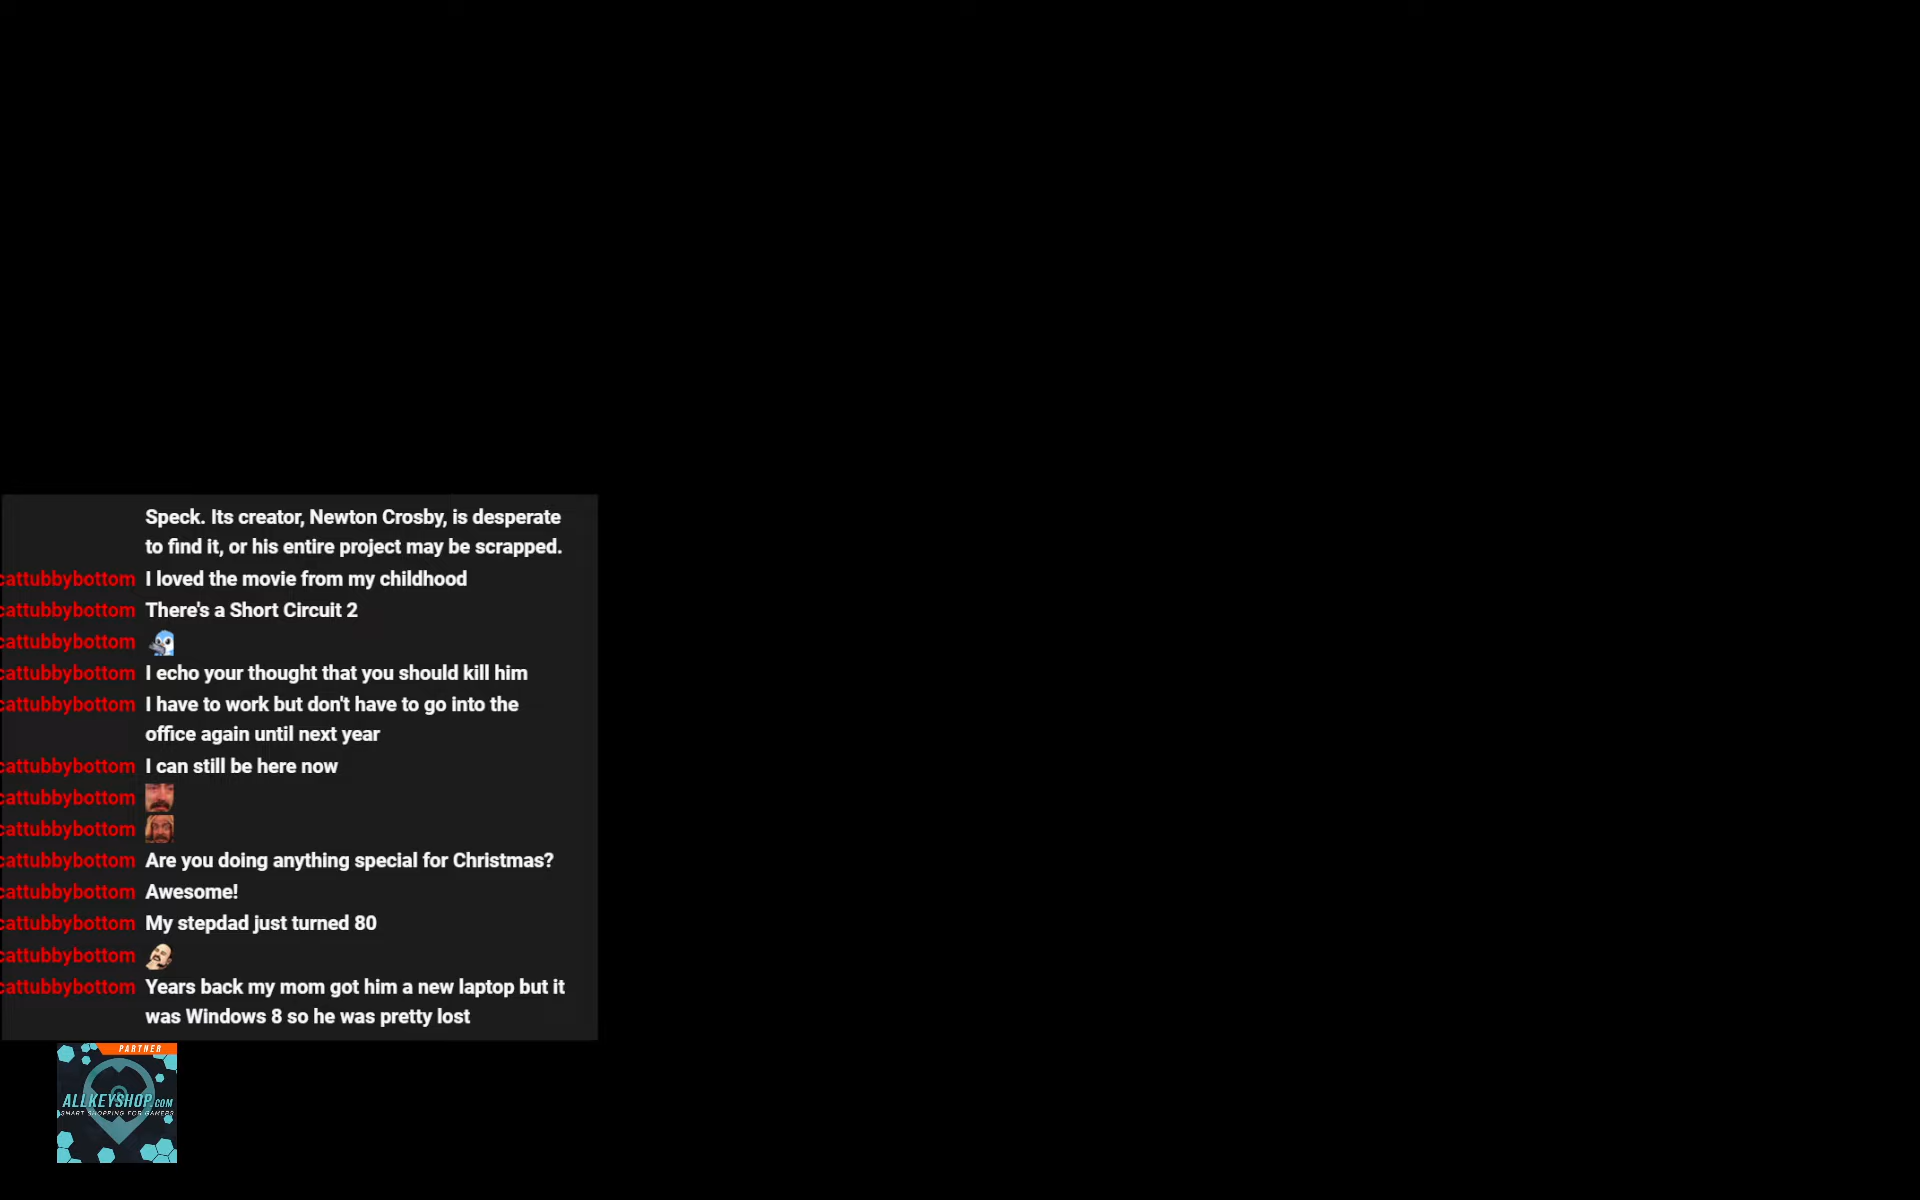 Speck. Its creator, Newton Crosby, is desperate
to find it, or his entire project may be scrapped.
cattubbybottom I loved the movie from my childhood
cattubbybottom There's a Short Circuit 2
cattubbybottom
cattubbybottom I echo your thought that you should kill him
cattubbybottom I have to work but don't have to go into the
office again until next year
cattubbybottom I can still be here now
cattubbybottom
cattubbybottom
cattubbybottom Are you doing anything special for Christmas?
cattubbybottom Awesome!
cattubbybottom My stepdad just turned 80
cattubbybottom
cattubbybottom Years back my mom got him a new laptop but it
was Windows 8 so he was pretty lost
PARTNER
ALLKEYSHOP.COM
SMART SHOPPING FOR GAMERS